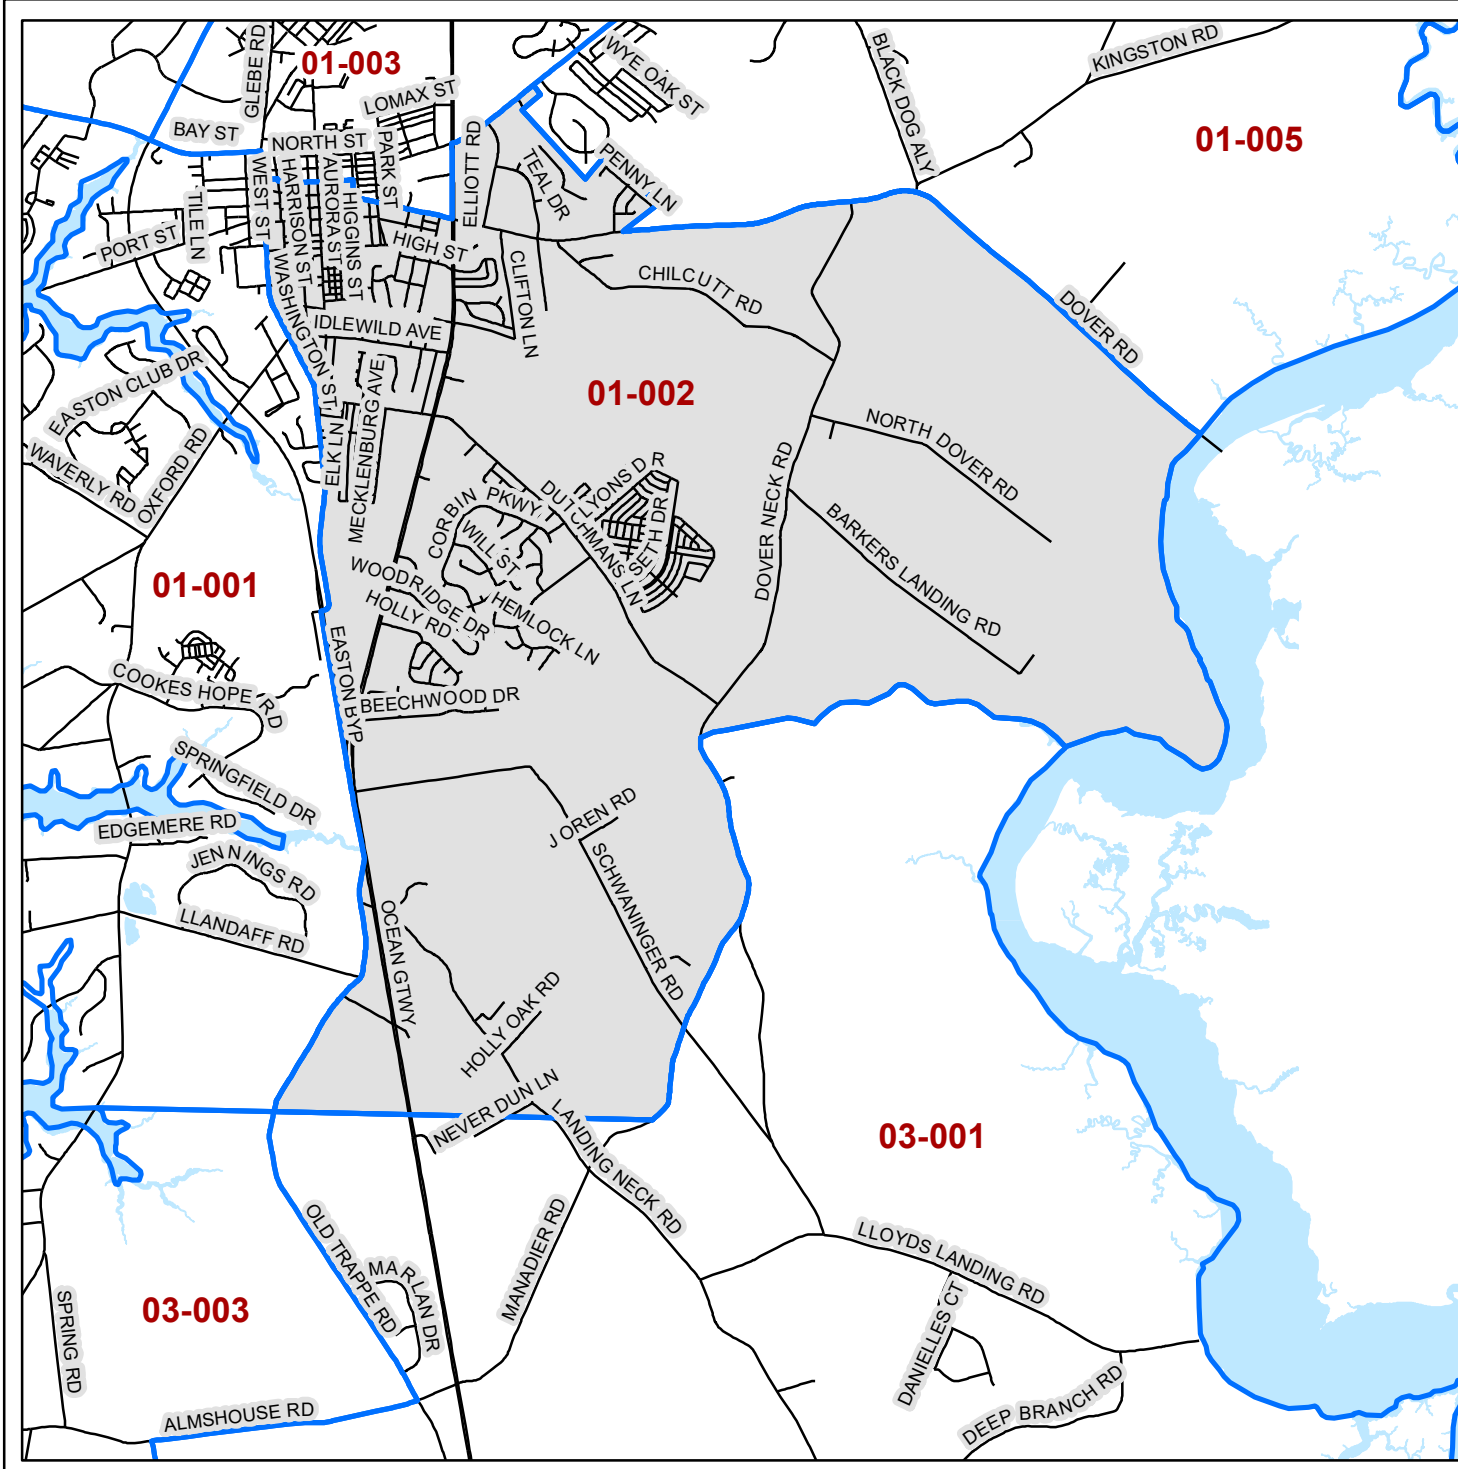 01-003
GLEBE RD
LOMAX ST
WYE OAK ST
BLACK DOG ALY
KINGSTON RD
01-005
BAY ST
NORTH ST
PARK ST
ELLIOTT RD
TEAL DR
PENNY LN
WEST ST
HARRISON ST
AURORA ST
HIGGINS ST
TILE LN
PORT ST
HIGH ST
WASHINGTON ST
CLIFTON LN
CHILCUTT RD
DOVER RD
IDLEWILD AVE
EASTON CLUB DR
01-002
ELK LN
MECKLENBURG AVE
WAVERLY RD
OXFORD RD
NORTH DOVER RD
DOVER NECK RD
CORBIN PKWY
LYONS DR
DUTCHMANS LN
SETH DR
WILL ST
BARKERS LANDING RD
01-001
WOODRIDGE DR
HOLLY RD
HEMLOCK LN
EASTON BYP
COOKES HOPE RD
BEECHWOOD DR
SPRINGFIELD DR
EDGEMERE RD
J OREN RD
JENNINGS RD
SCHWANINGER RD
LLANDAFF RD
OCEAN GTWY
HOLLY OAK RD
NEVER DUN LN
LANDING NECK RD
03-001
OLD TRAPPE RD
MARLAN DR
MANADIER RD
LLOYDS LANDING RD
DANIELLES CT
03-003
SPRING RD
ALMSHOUSE RD
DEEP BRANCH RD